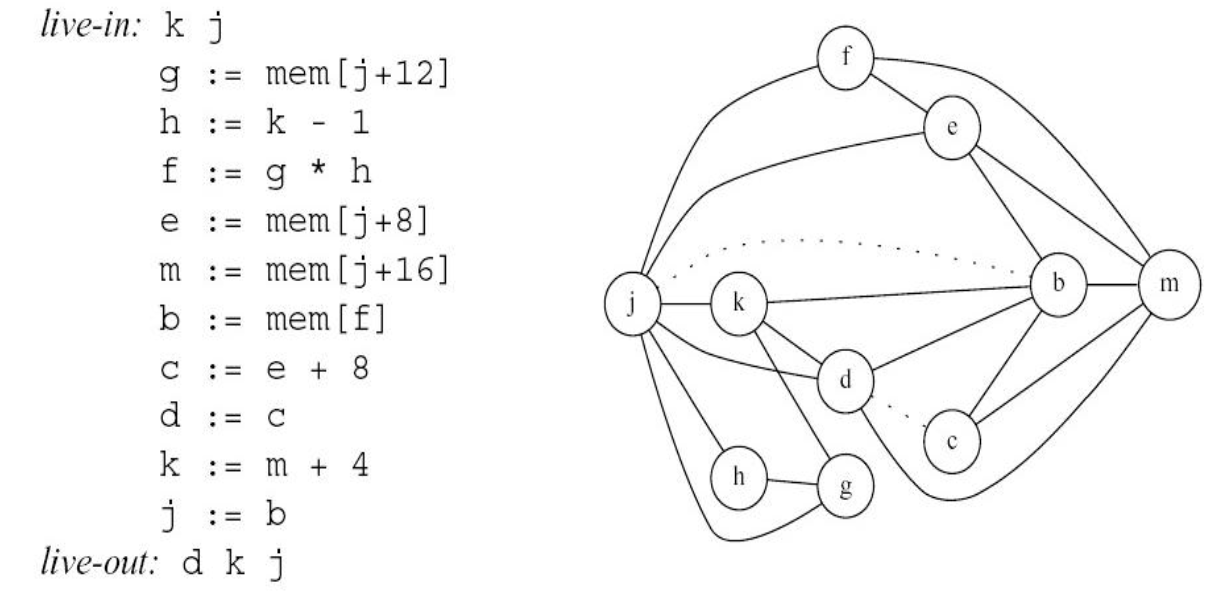 live-in: k j
g := mem[j+12]
h := k - 1
f := g * h
e := mem[j+8]
m := mem[j+16]
b := mem[f]
c := e + 8
d := c
k := m + 4
j := b
live-out: d k j
f
e
b
m
j
k
d
c
h
g